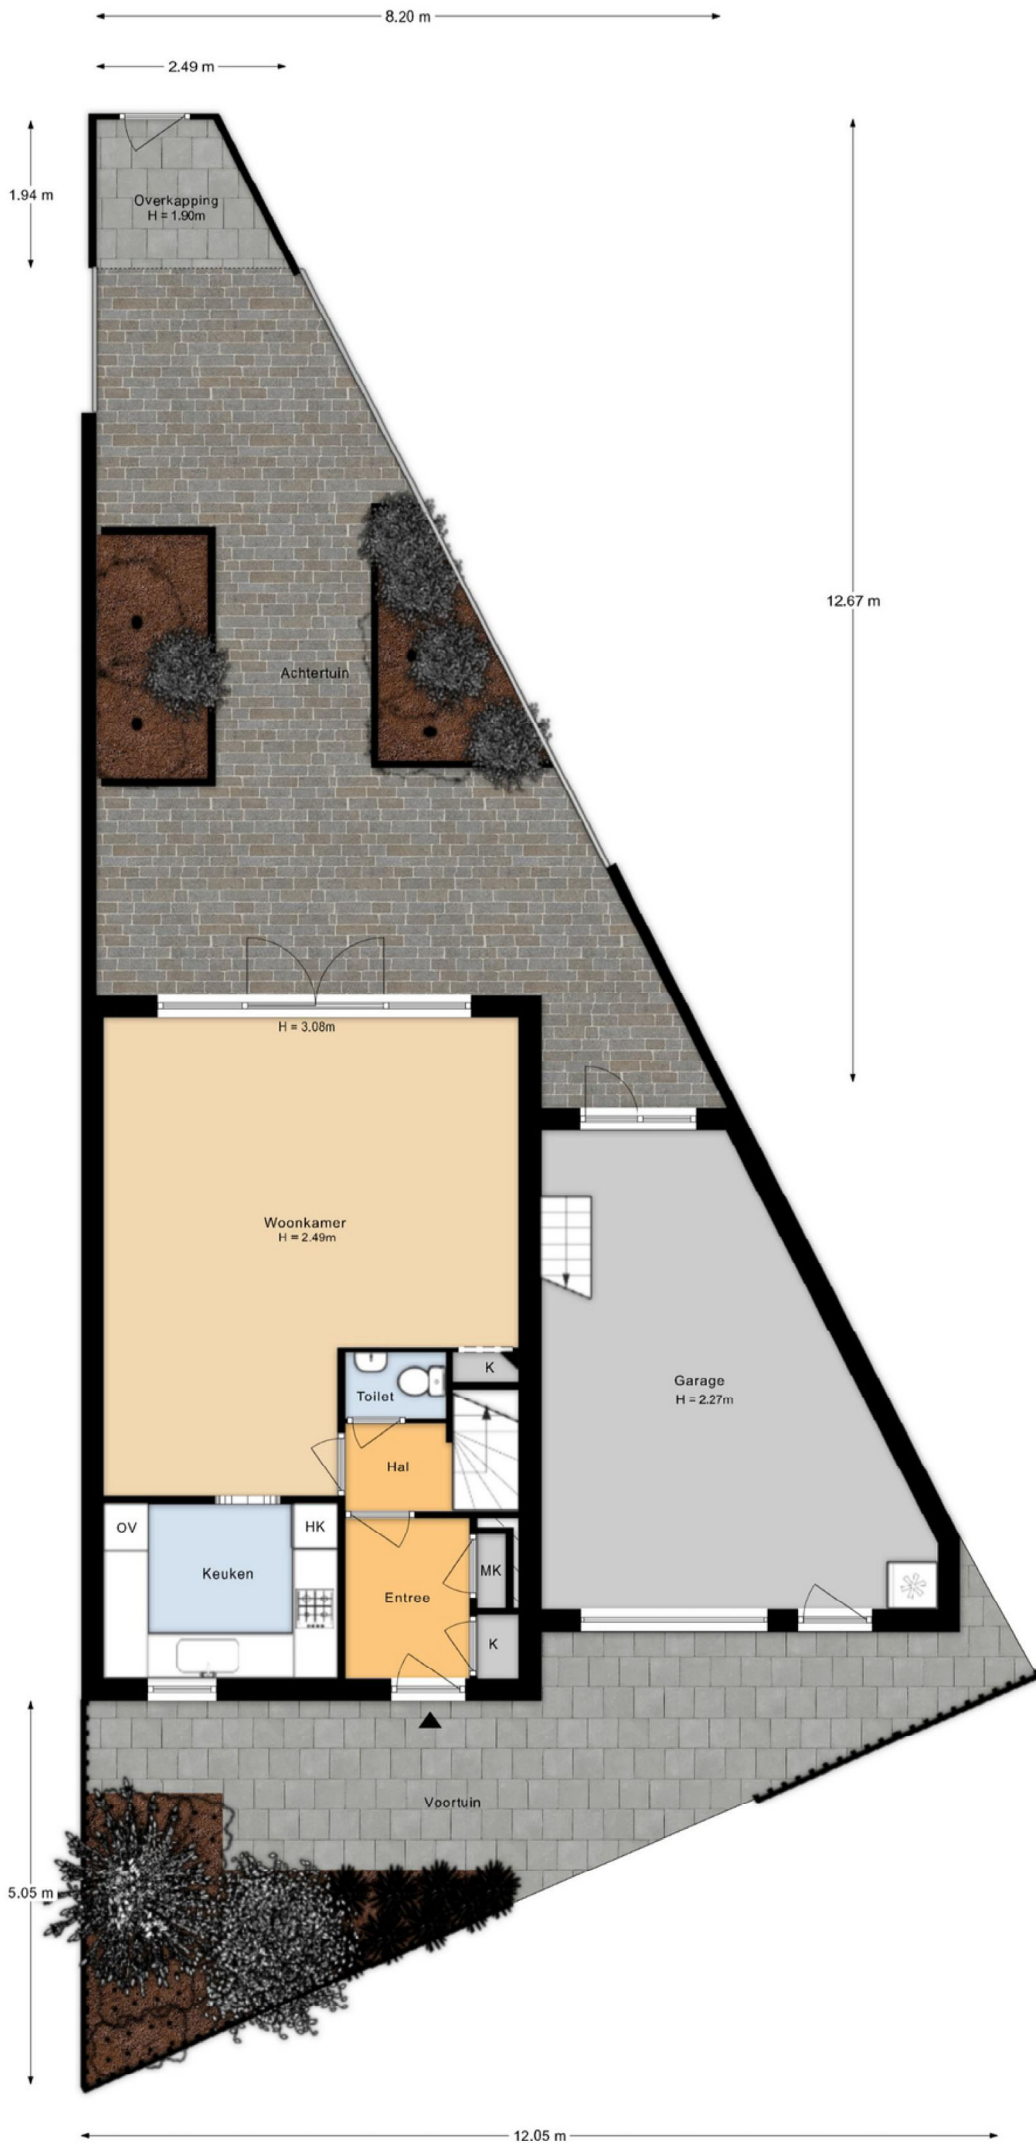 8.20 m
2.49 m
1.94 m
Overkapping
H = 1.90m
12.67 m
Achtertuin
H = 3.08m
Woonkamer
H = 2.49m
K
Garage
H = 2.27m
Toilet
Hal
OV
HK
Keuken
MK
Entree
K
Voortuin
5.05 m
12.05 m